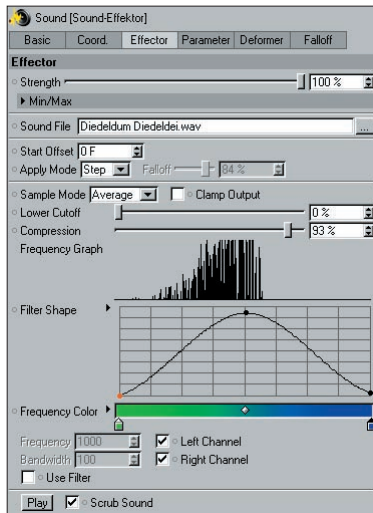 Sound [Sound-Effektor]
Basic Coord. Effector Parameter Deformer Falloff
Effector
Strength 100 %
Min/Max
Sound File Diedeldum Diedeldei.wav ...
Start Offset 0 F
Apply Mode Step Falloff 84 %
Sample Mode Average Clamp Output
Lower Cutoff 0 %
Compression 93 %
Frequency Graph
Filter Shape
Frequency Color
Frequency 1000 Left Channel
Bandwidth 100 Right Channel
Use Filter
Play Scrub Sound